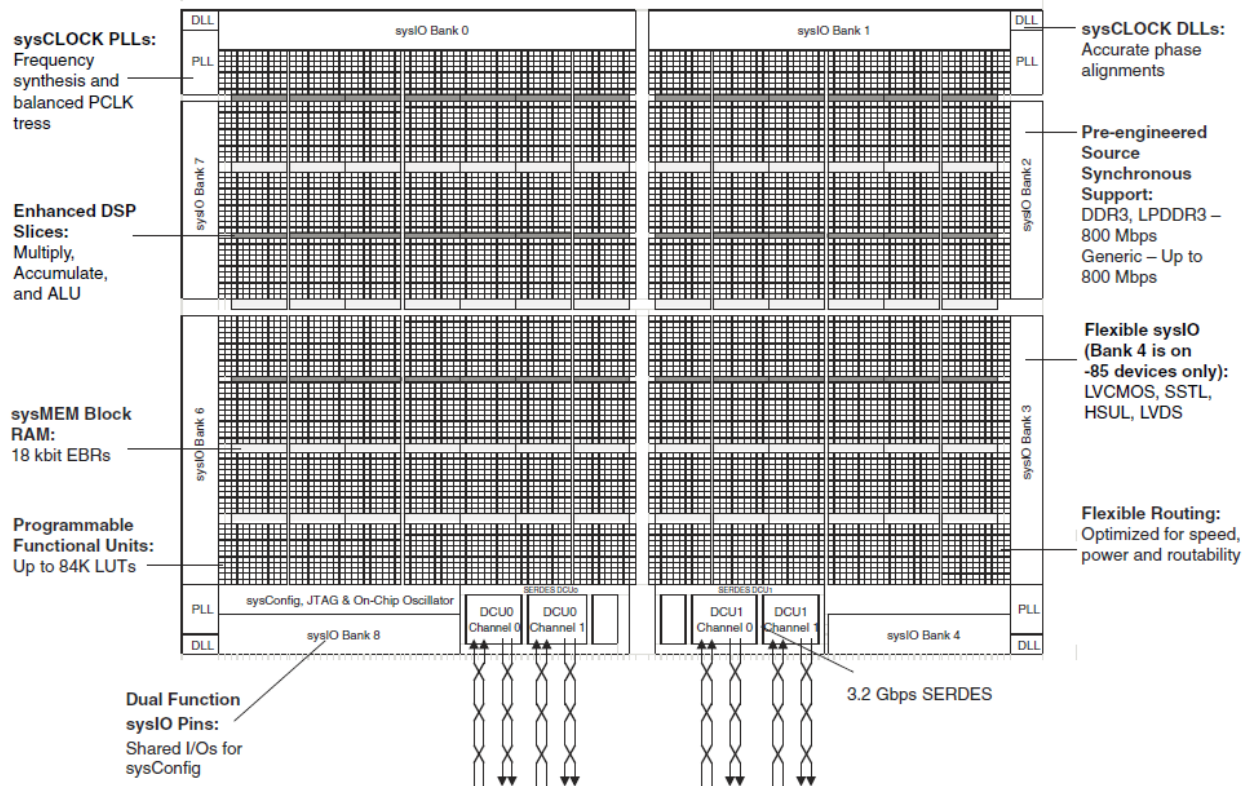 DLL
sysIO Bank 0
sysIO Bank 1
DLL
PLL
PLL
sysCLOCK PLLs:
Frequency
synthesis and
balanced PCLK
tress
sysCLOCK DLLs:
Accurate phase
alignments
sysIO Bank 7
sysIO Bank 2
Pre-engineered
Source
Synchronous
Support:
DDR3, LPDDR3 –
800 Mbps
Generic – Up to
800 Mbps
Enhanced DSP
Slices:
Multiply,
Accumulate,
and ALU
Flexible sysIO
(Bank 4 is on
-85 devices only):
LVCMOS, SSTL,
HSUL, LVDS
sysMEM Block
RAM:
18 kbit EBRs
sysIO Bank 6
sysIO Bank 3
Programmable
Functional Units:
Up to 84K LUTs
Flexible Routing:
Optimized for speed,
power and routability
PLL
sysConfig, JTAG & On-Chip Oscillator
SERDES DCU0
SERDES DCU1
PLL
DCU0
Channel 0
DCU0
Channel 1
DCU1
Channel 0
DCU1
Channel 1
sysIO Bank 8
sysIO Bank 4
DLL
DLL
Dual Function
sysIO Pins:
Shared I/Os for
sysConfig
3.2 Gbps SERDES